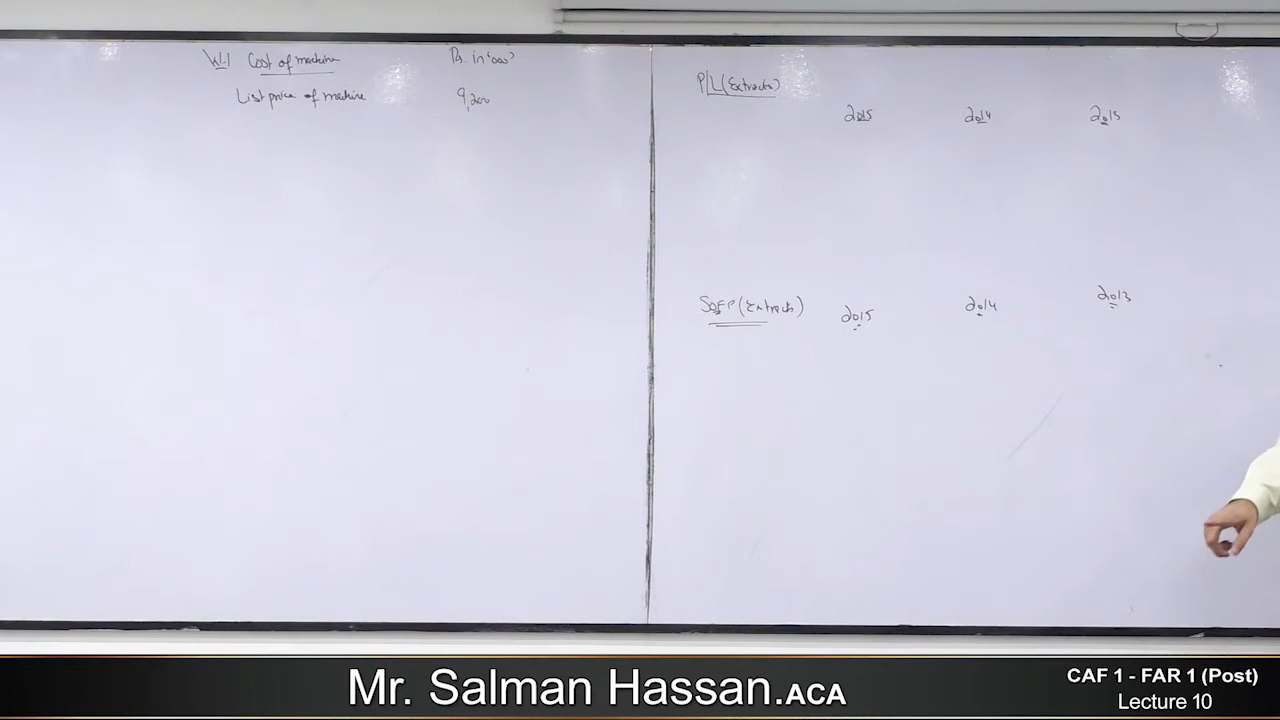 W.1 Cost of machine Rs. in '000'
List price of machine 9,200
P/L (Extracts)
2015 2014 2013
SOFP (Extracts) 2015 2014 2013
Mr. Salman Hassan.ACA
CAF 1 - FAR 1 (Post)
Lecture 10